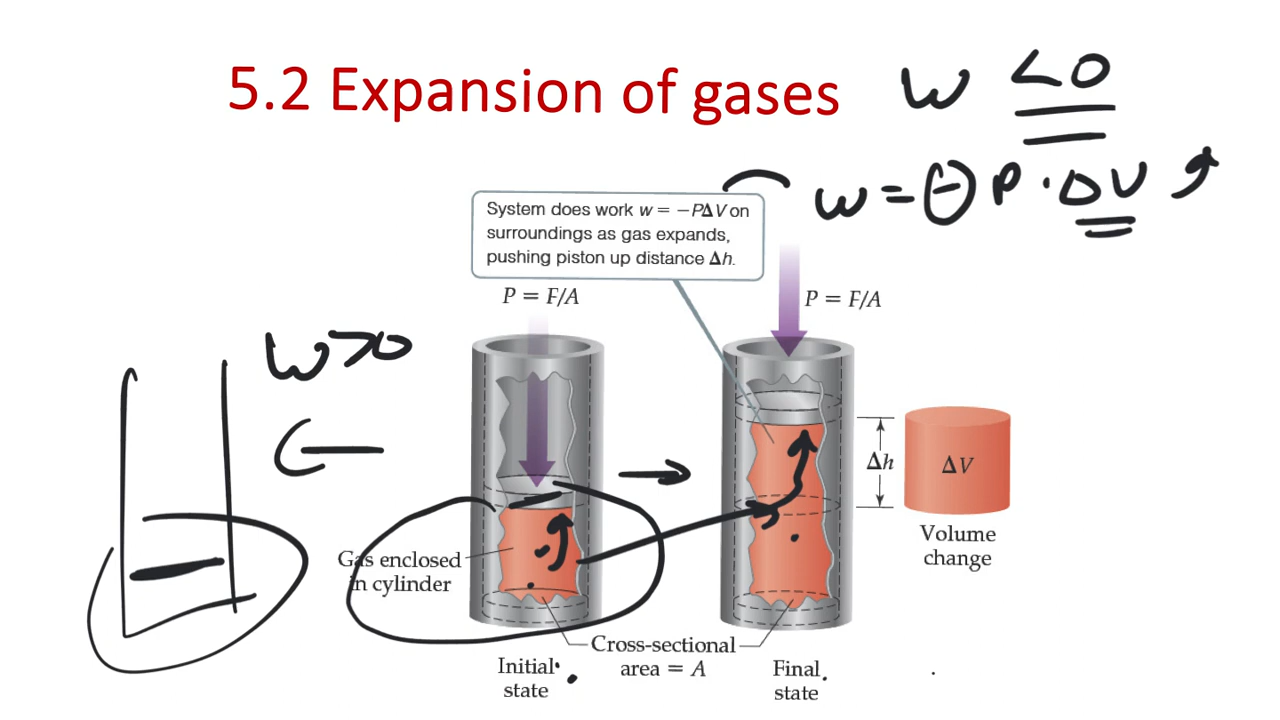 5.2 Expansion of gases
W <0
w = ⊖ P · ΔV
System does work w = −PΔV on
surroundings as gas expands,
pushing piston up distance Δh.
P = F/A
P = F/A
W>0
Δh
ΔV
Volume
change
Gas enclosed
in cylinder
Cross-sectional
area = A
Initial
state
Final
state